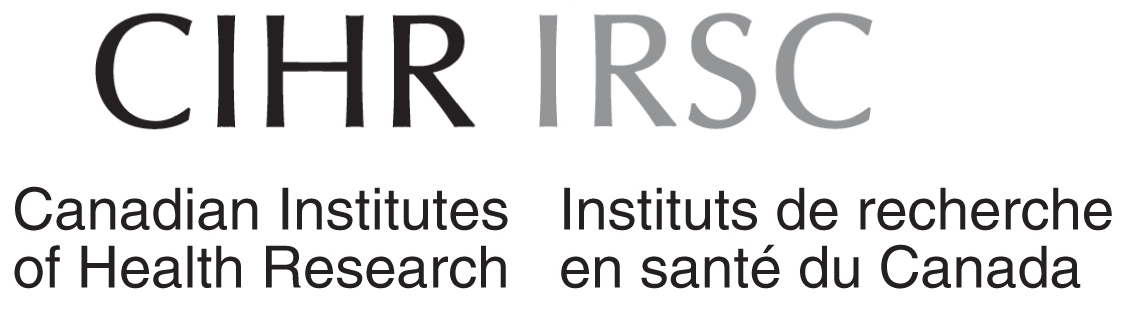 CIHR IRSC
Canadian Institutes
of Health Research
Instituts de recherche
en santé du Canada